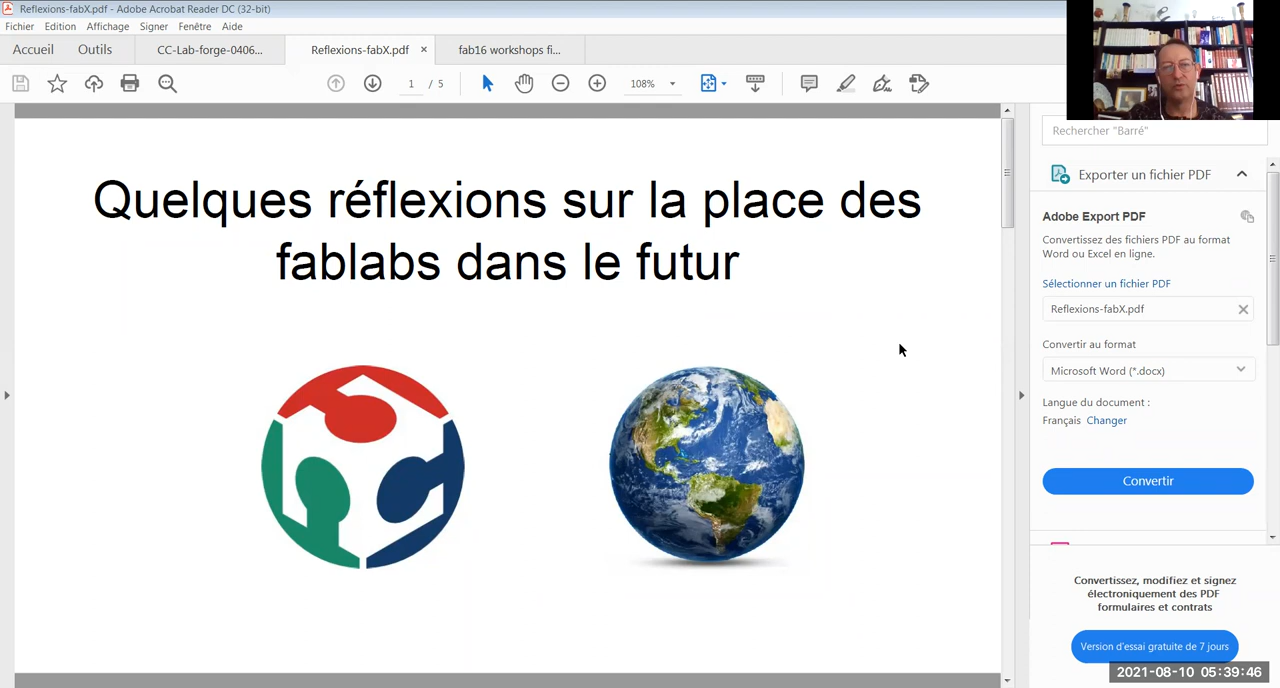 Reflexions-fabX.pdf - Adobe Acrobat Reader DC (32-bit)
Fichier Edition Affichage Signer Fenêtre Aide
Accueil Outils CC-Lab-forge-0406... Reflexions-fabX.pdf × fab16 workshops fi...
1 / 5 108%
Quelques réflexions sur la place des
fablabs dans le futur
Rechercher "Barré"
Exporter un fichier PDF
Adobe Export PDF
Convertissez des fichiers PDF au format
Word ou Excel en ligne.
Sélectionner un fichier PDF
Reflexions-fabX.pdf
Convertir au format
Microsoft Word (*.docx)
Langue du document :
Français Changer
Convertir
Convertissez, modifiez et signez
électroniquement des PDF
formulaires et contrats
Version d'essai gratuite de 7 jours
2021-08-10 05:39:46